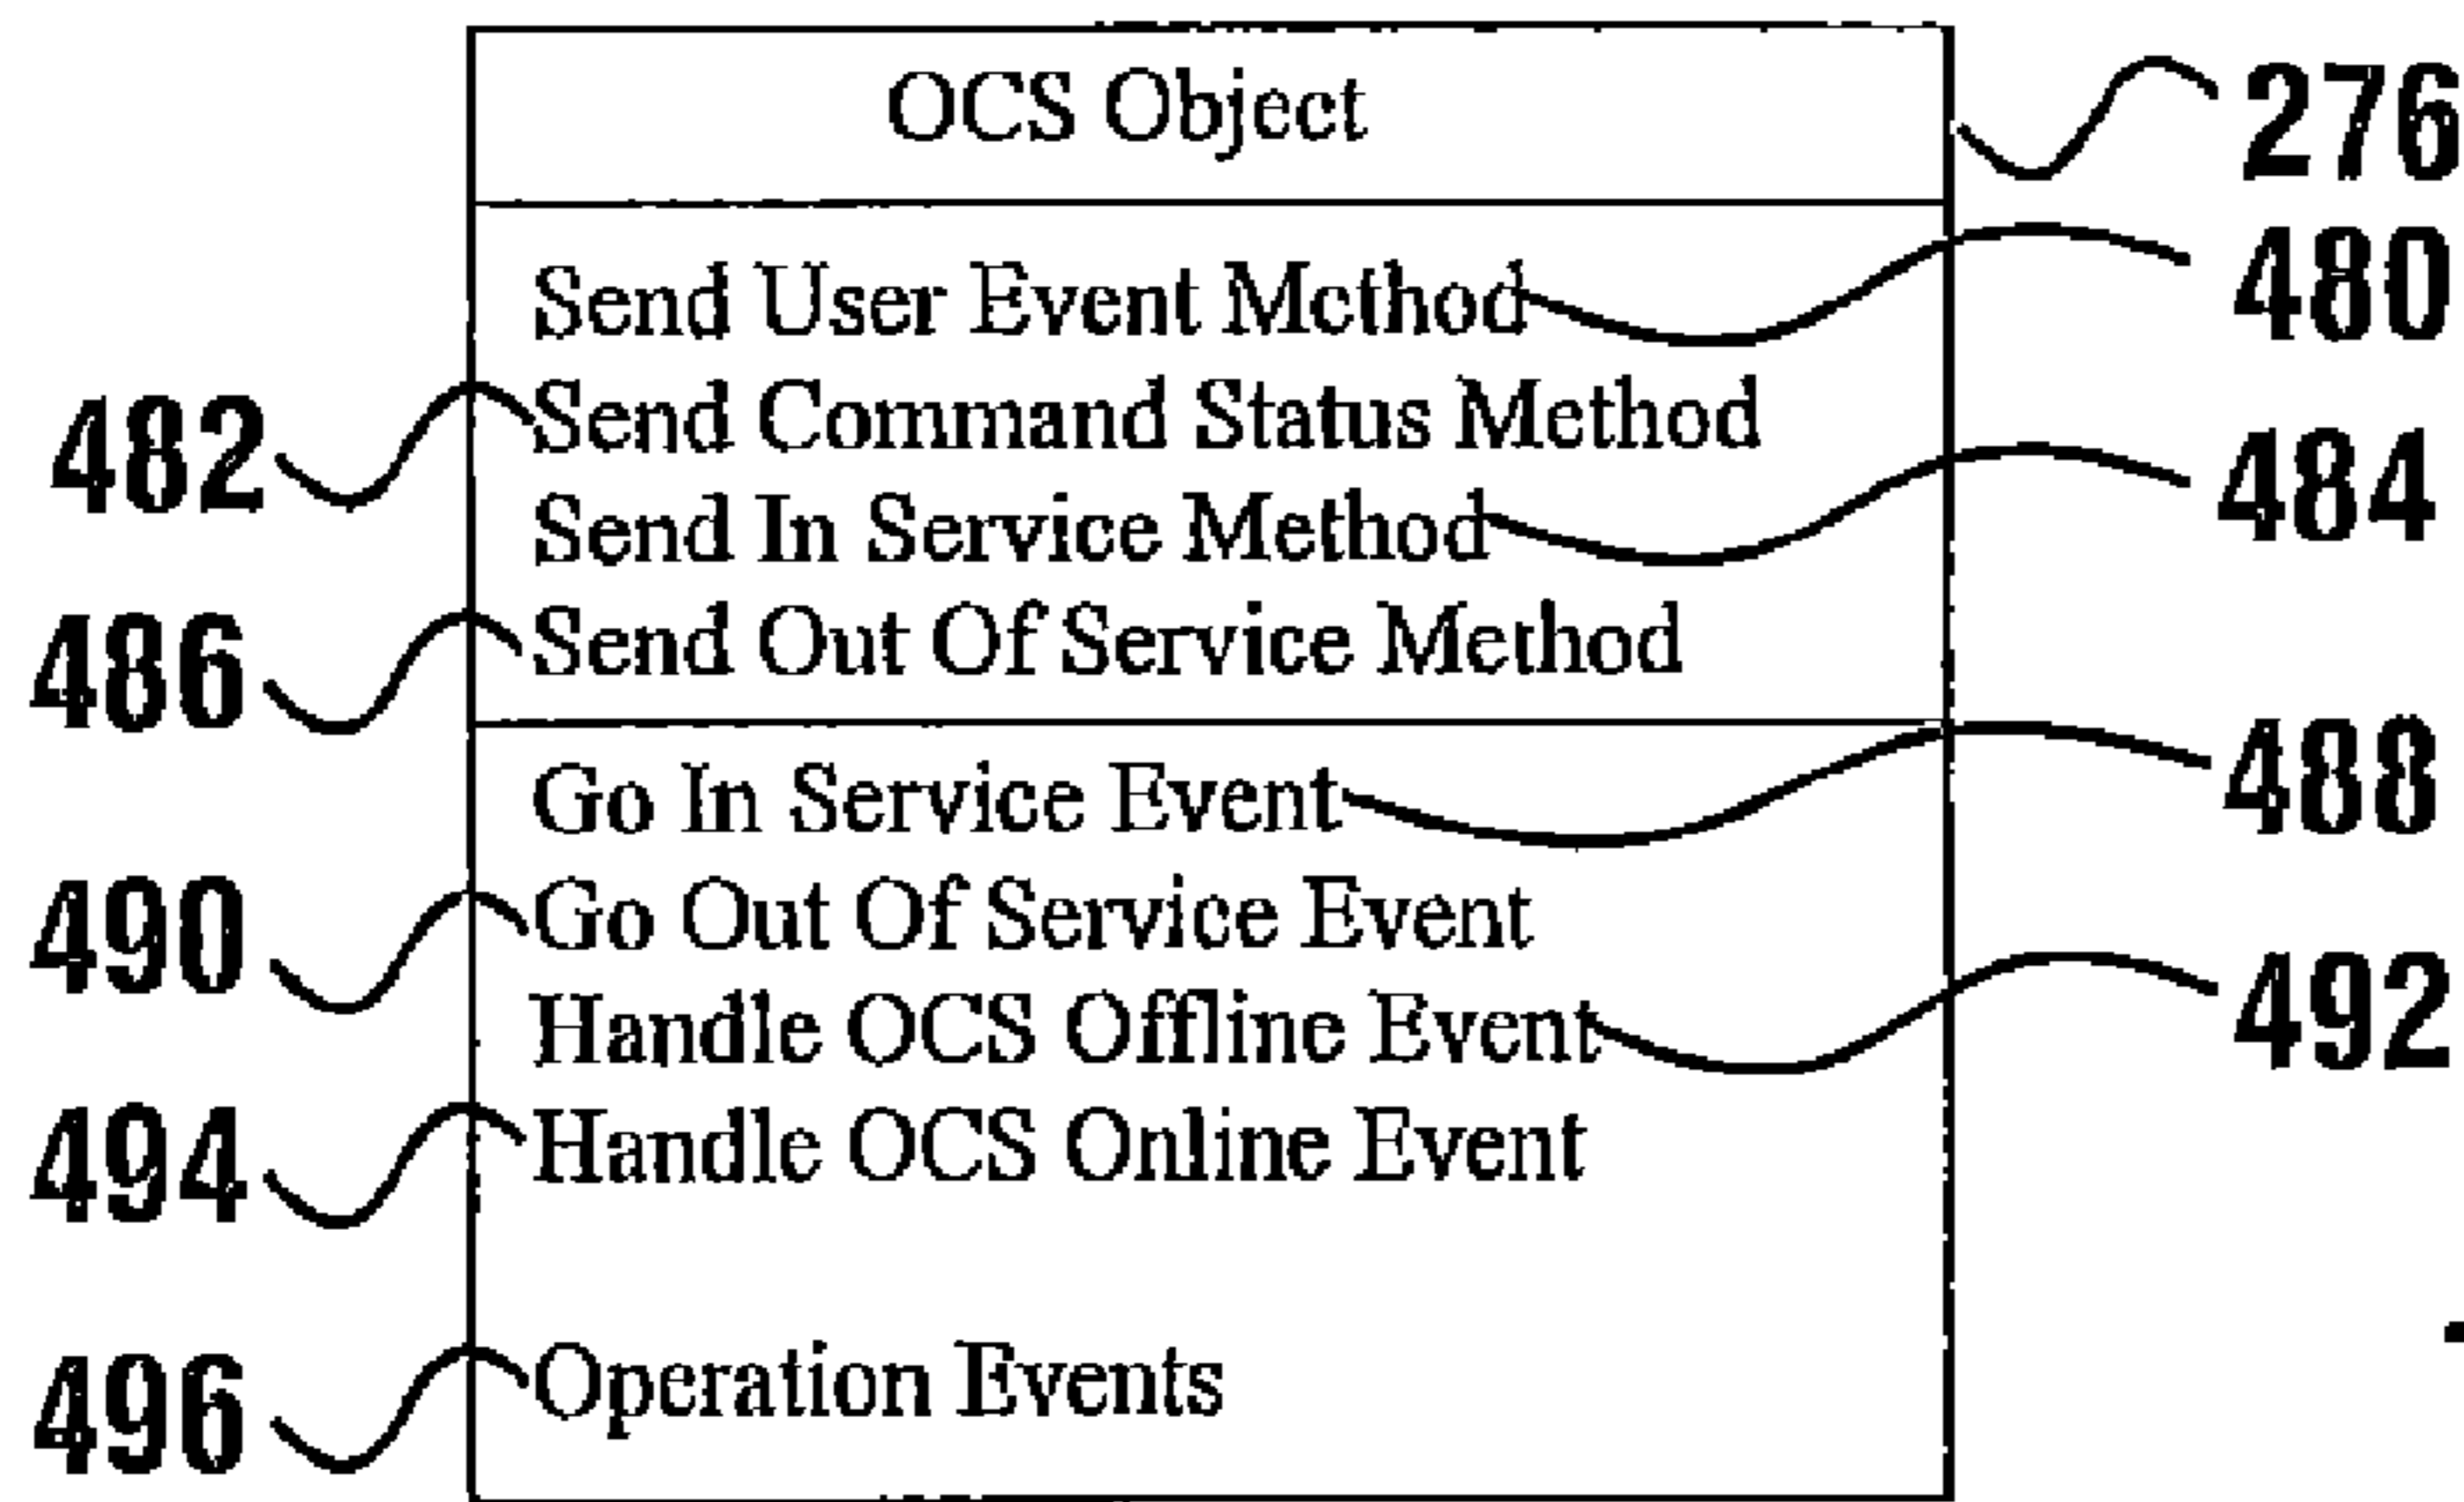 OCS Object 276
Send User Event Method 480
482 Send Command Status Method
Send In Service Method 484
486 Send Out Of Service Method
Go In Service Event 488
490 Go Out Of Service Event
Handle OCS Offline Event 492
494 Handle OCS Online Event
496 Operation Events